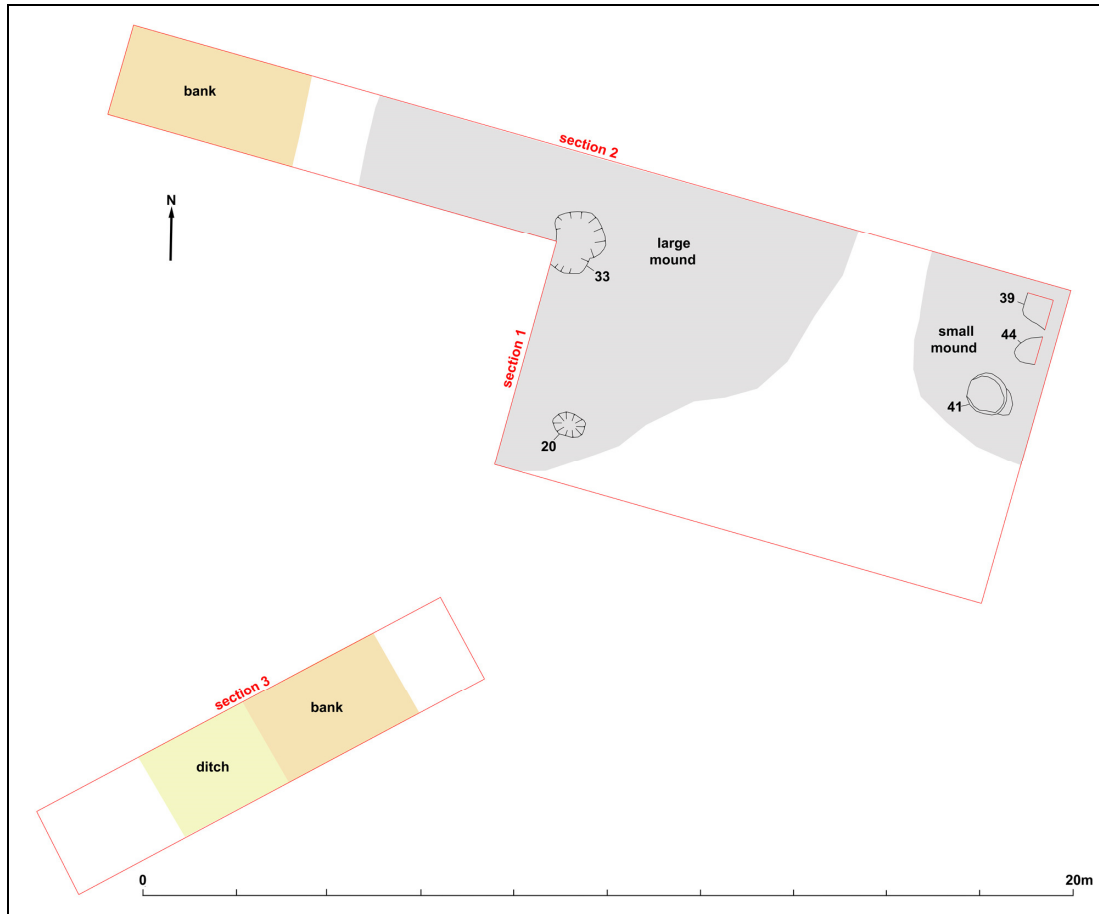 bank
section 2
N
large
mound
33
39
44
small
mound
section 1
41
20
section 3
bank
ditch
0
20m